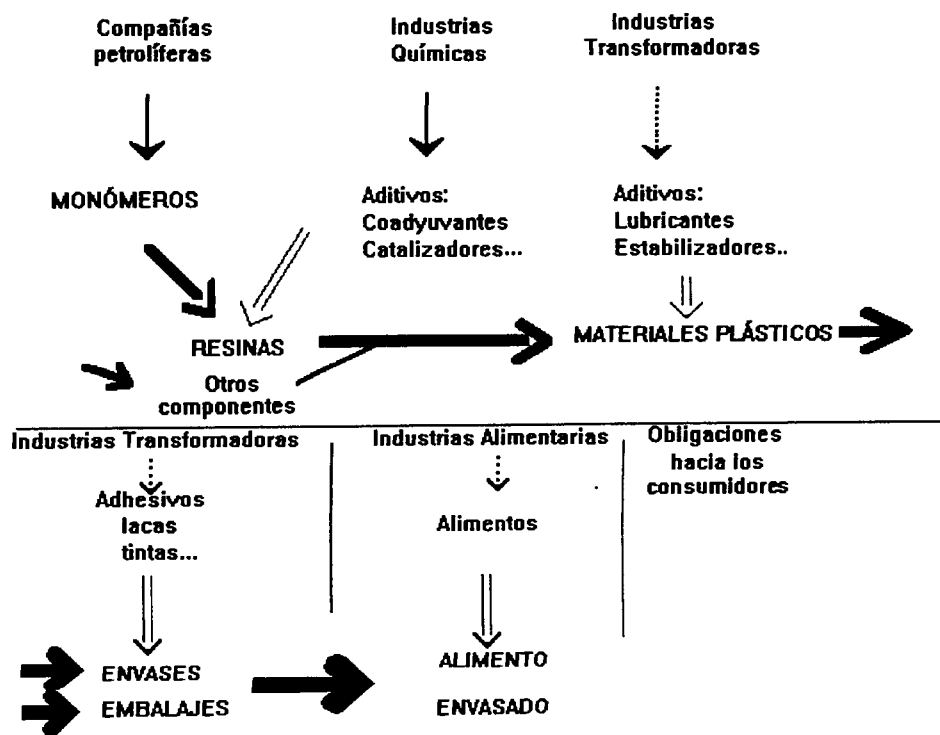 Compañías
petrolíferas
Industrias
Químicas
Industrias
Transformadoras
MONÓMEROS
Aditivos:
Coadyuvantes
Catalizadores...
Aditivos:
Lubricantes
Estabilizadores..
RESINAS
MATERIALES PLÁSTICOS
Otros
componentes
Industrias Transformadoras
Industrias Alimentarias
Obligaciones
hacia los
consumidores
Adhesivos
lacas
tintas...
Alimentos
ENVASES
EMBALAJES
ALIMENTO
ENVASADO